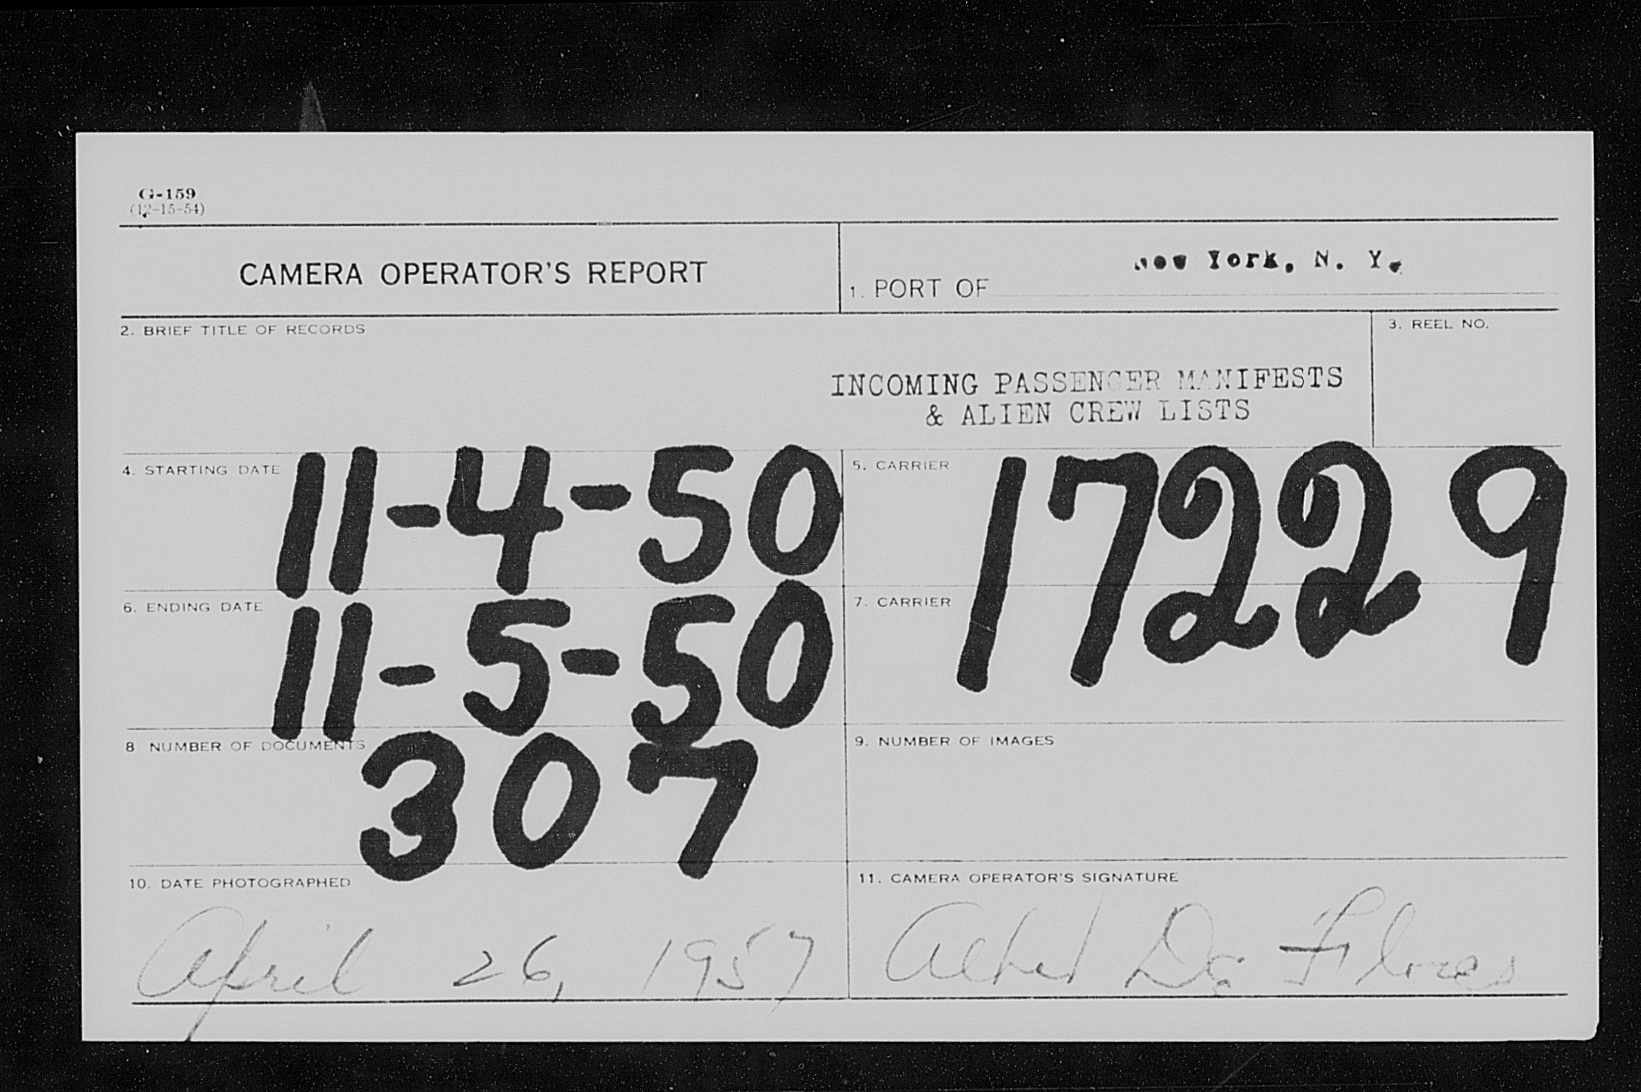 G-159
(12-15-54)
CAMERA OPERATOR'S REPORT
1. PORT OF New York, N. Y.
2. BRIEF TITLE OF RECORDS
INCOMING PASSENGER MANIFESTS
& ALIEN CREW LISTS
3. REEL NO.
4. STARTING DATE 11-4-50
5. CARRIER 17229
6. ENDING DATE 11-5-50
7. CARRIER
8 NUMBER OF DOCUMENTS 307
9. NUMBER OF IMAGES
10. DATE PHOTOGRAPHED
April 26, 1957
11. CAMERA OPERATOR'S SIGNATURE